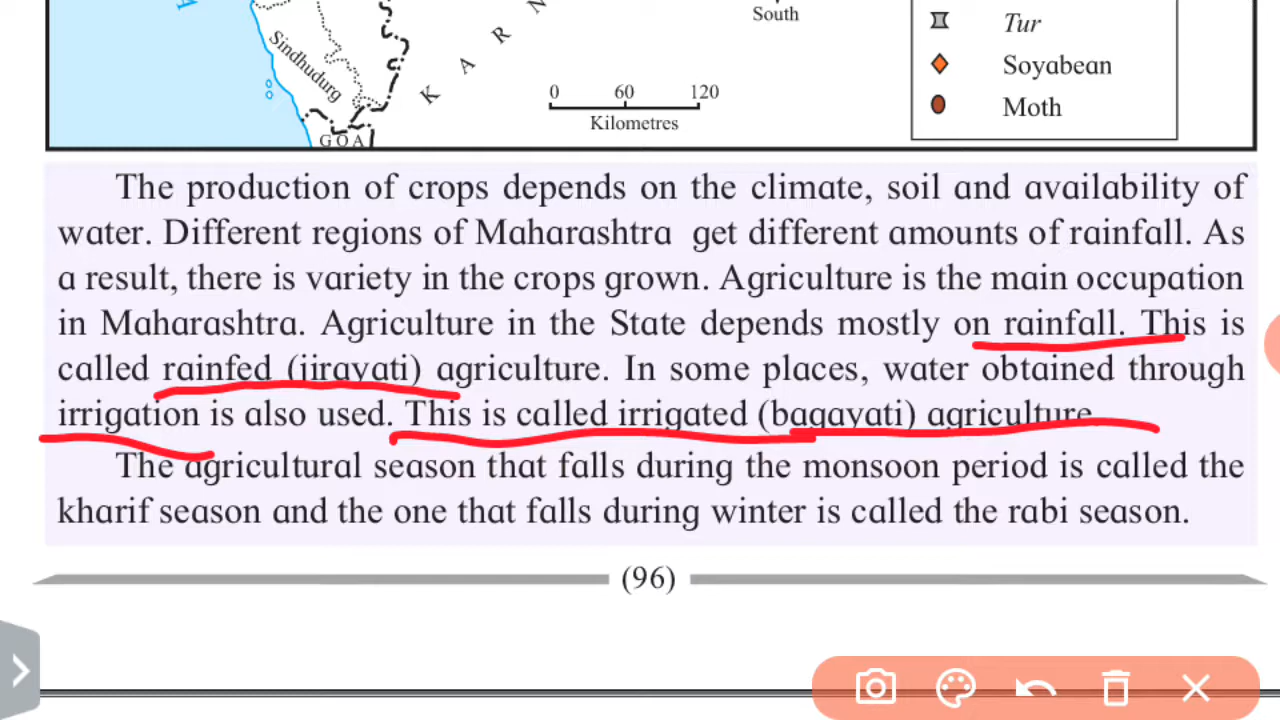 Sindhudurg
K A R N
GOA
South
0 60 120
Kilometres
Tur
Soyabean
Moth
The production of crops depends on the climate, soil and availability of
water. Different regions of Maharashtra get different amounts of rainfall. As
a result, there is variety in the crops grown. Agriculture is the main occupation
in Maharashtra. Agriculture in the State depends mostly on rainfall. This is
called rainfed (jirayati) agriculture. In some places, water obtained through
irrigation is also used. This is called irrigated (bagayati) agriculture
The agricultural season that falls during the monsoon period is called the
kharif season and the one that falls during winter is called the rabi season.
(96)